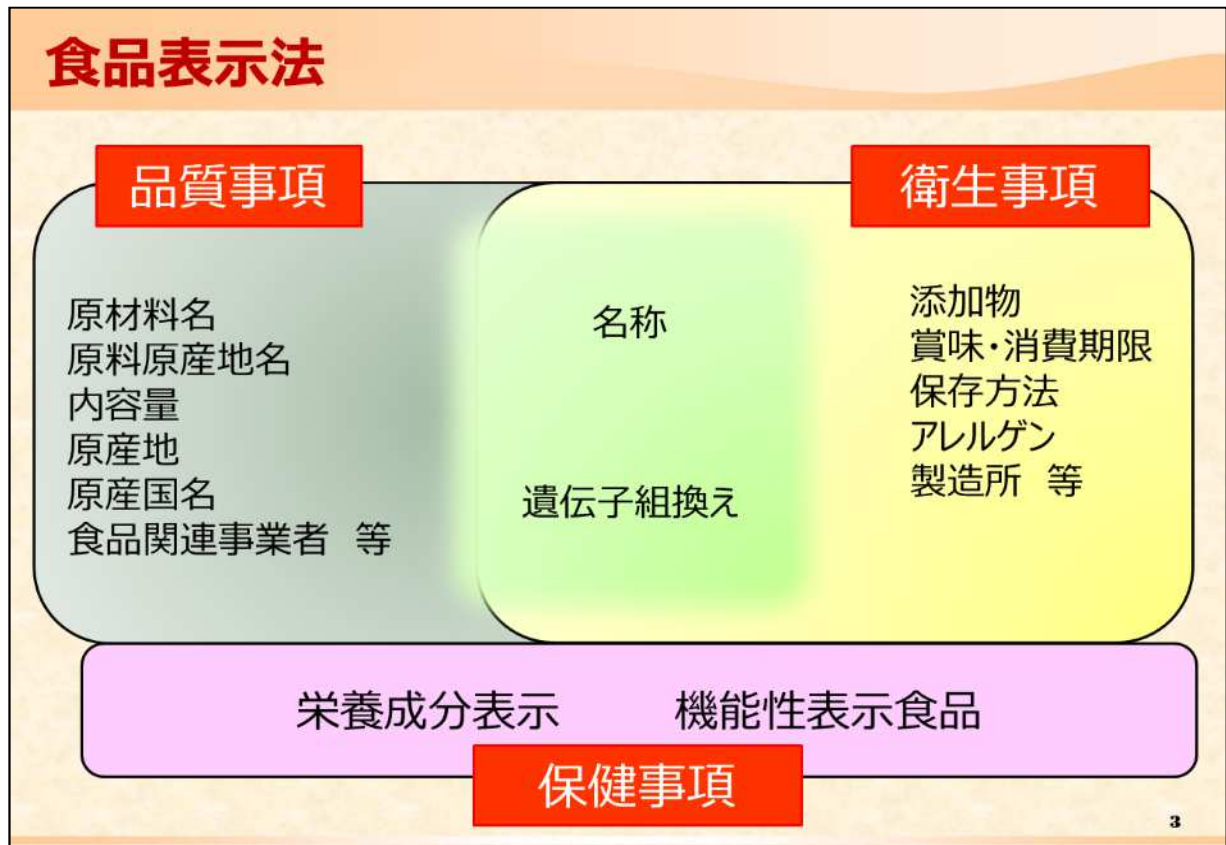 食品表示法
品質事項
衛生事項
原材料名
原料原産地名
内容量
原産地
原産国名
食品関連事業者 等
名称
遺伝子組換え
添加物
賞味・消費期限
保存方法
アレルゲン
製造所 等
栄養成分表示 機能性表示食品
保健事項
3